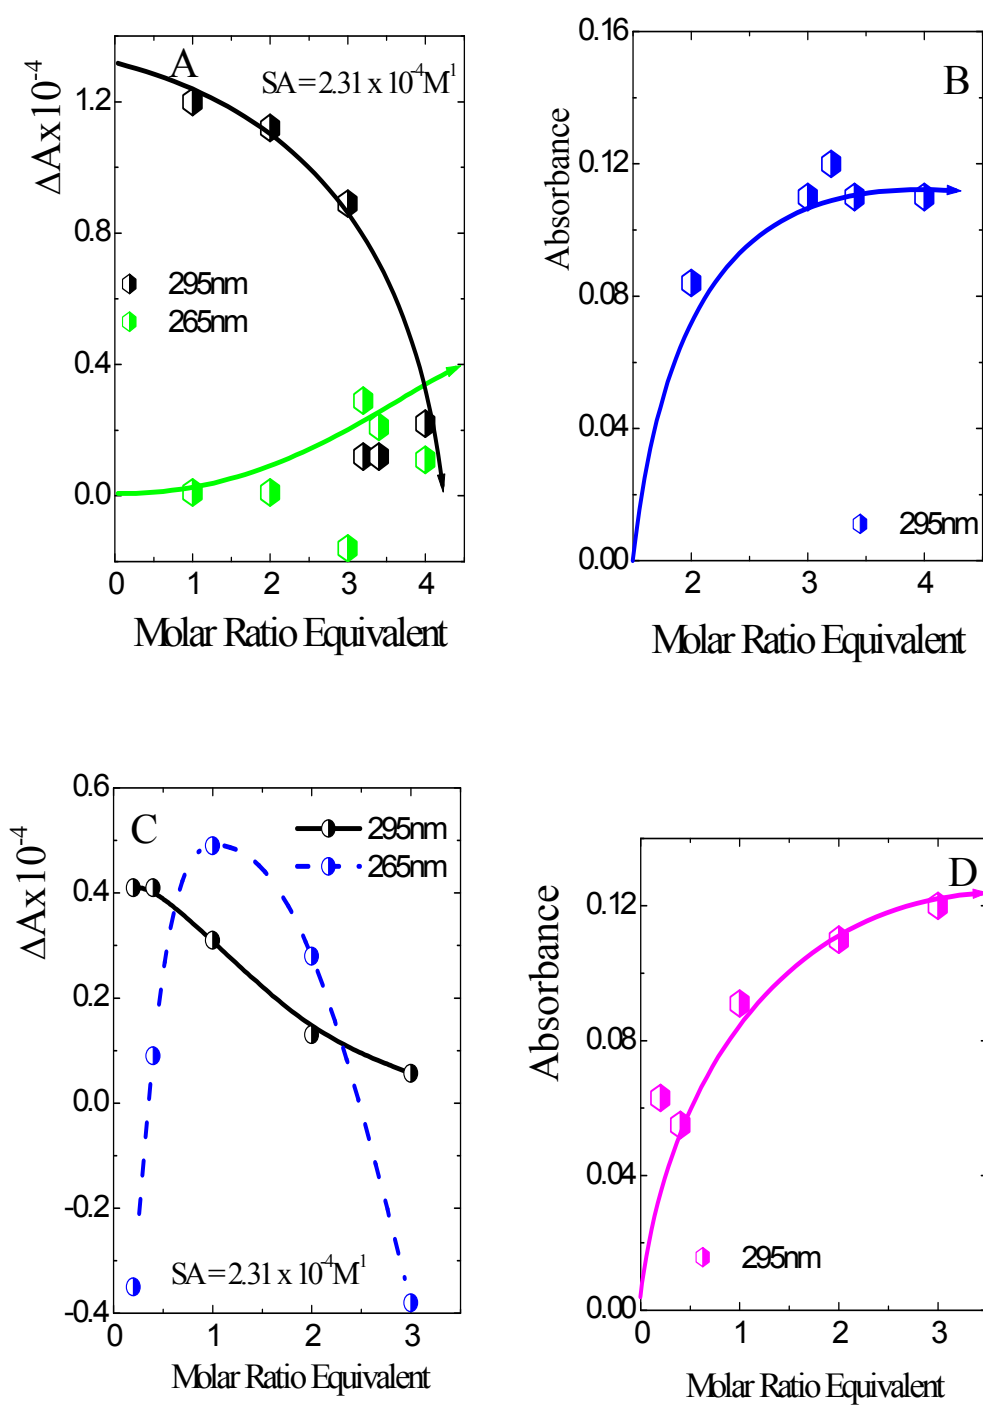 A
SA = 2.31 x 10⁻⁴M¹
ΔAx10⁻⁴
1.2
0.8
0.4
0.0
295nm
265nm
0 1 2 3 4
Molar Ratio Equivalent
B
Absorbance
0.16
0.12
0.08
0.04
0.00
295nm
2 3 4
Molar Ratio Equivalent
C
ΔAx10⁻⁴
0.6
0.4
0.2
0.0
-0.2
-0.4
295nm
265nm
SA = 2.31 x 10⁻⁴M¹
0 1 2 3
Molar Ratio Equivalent
D
Absorbance
0.12
0.08
0.04
0.00
295nm
0 1 2 3
Molar Ratio Equivalent